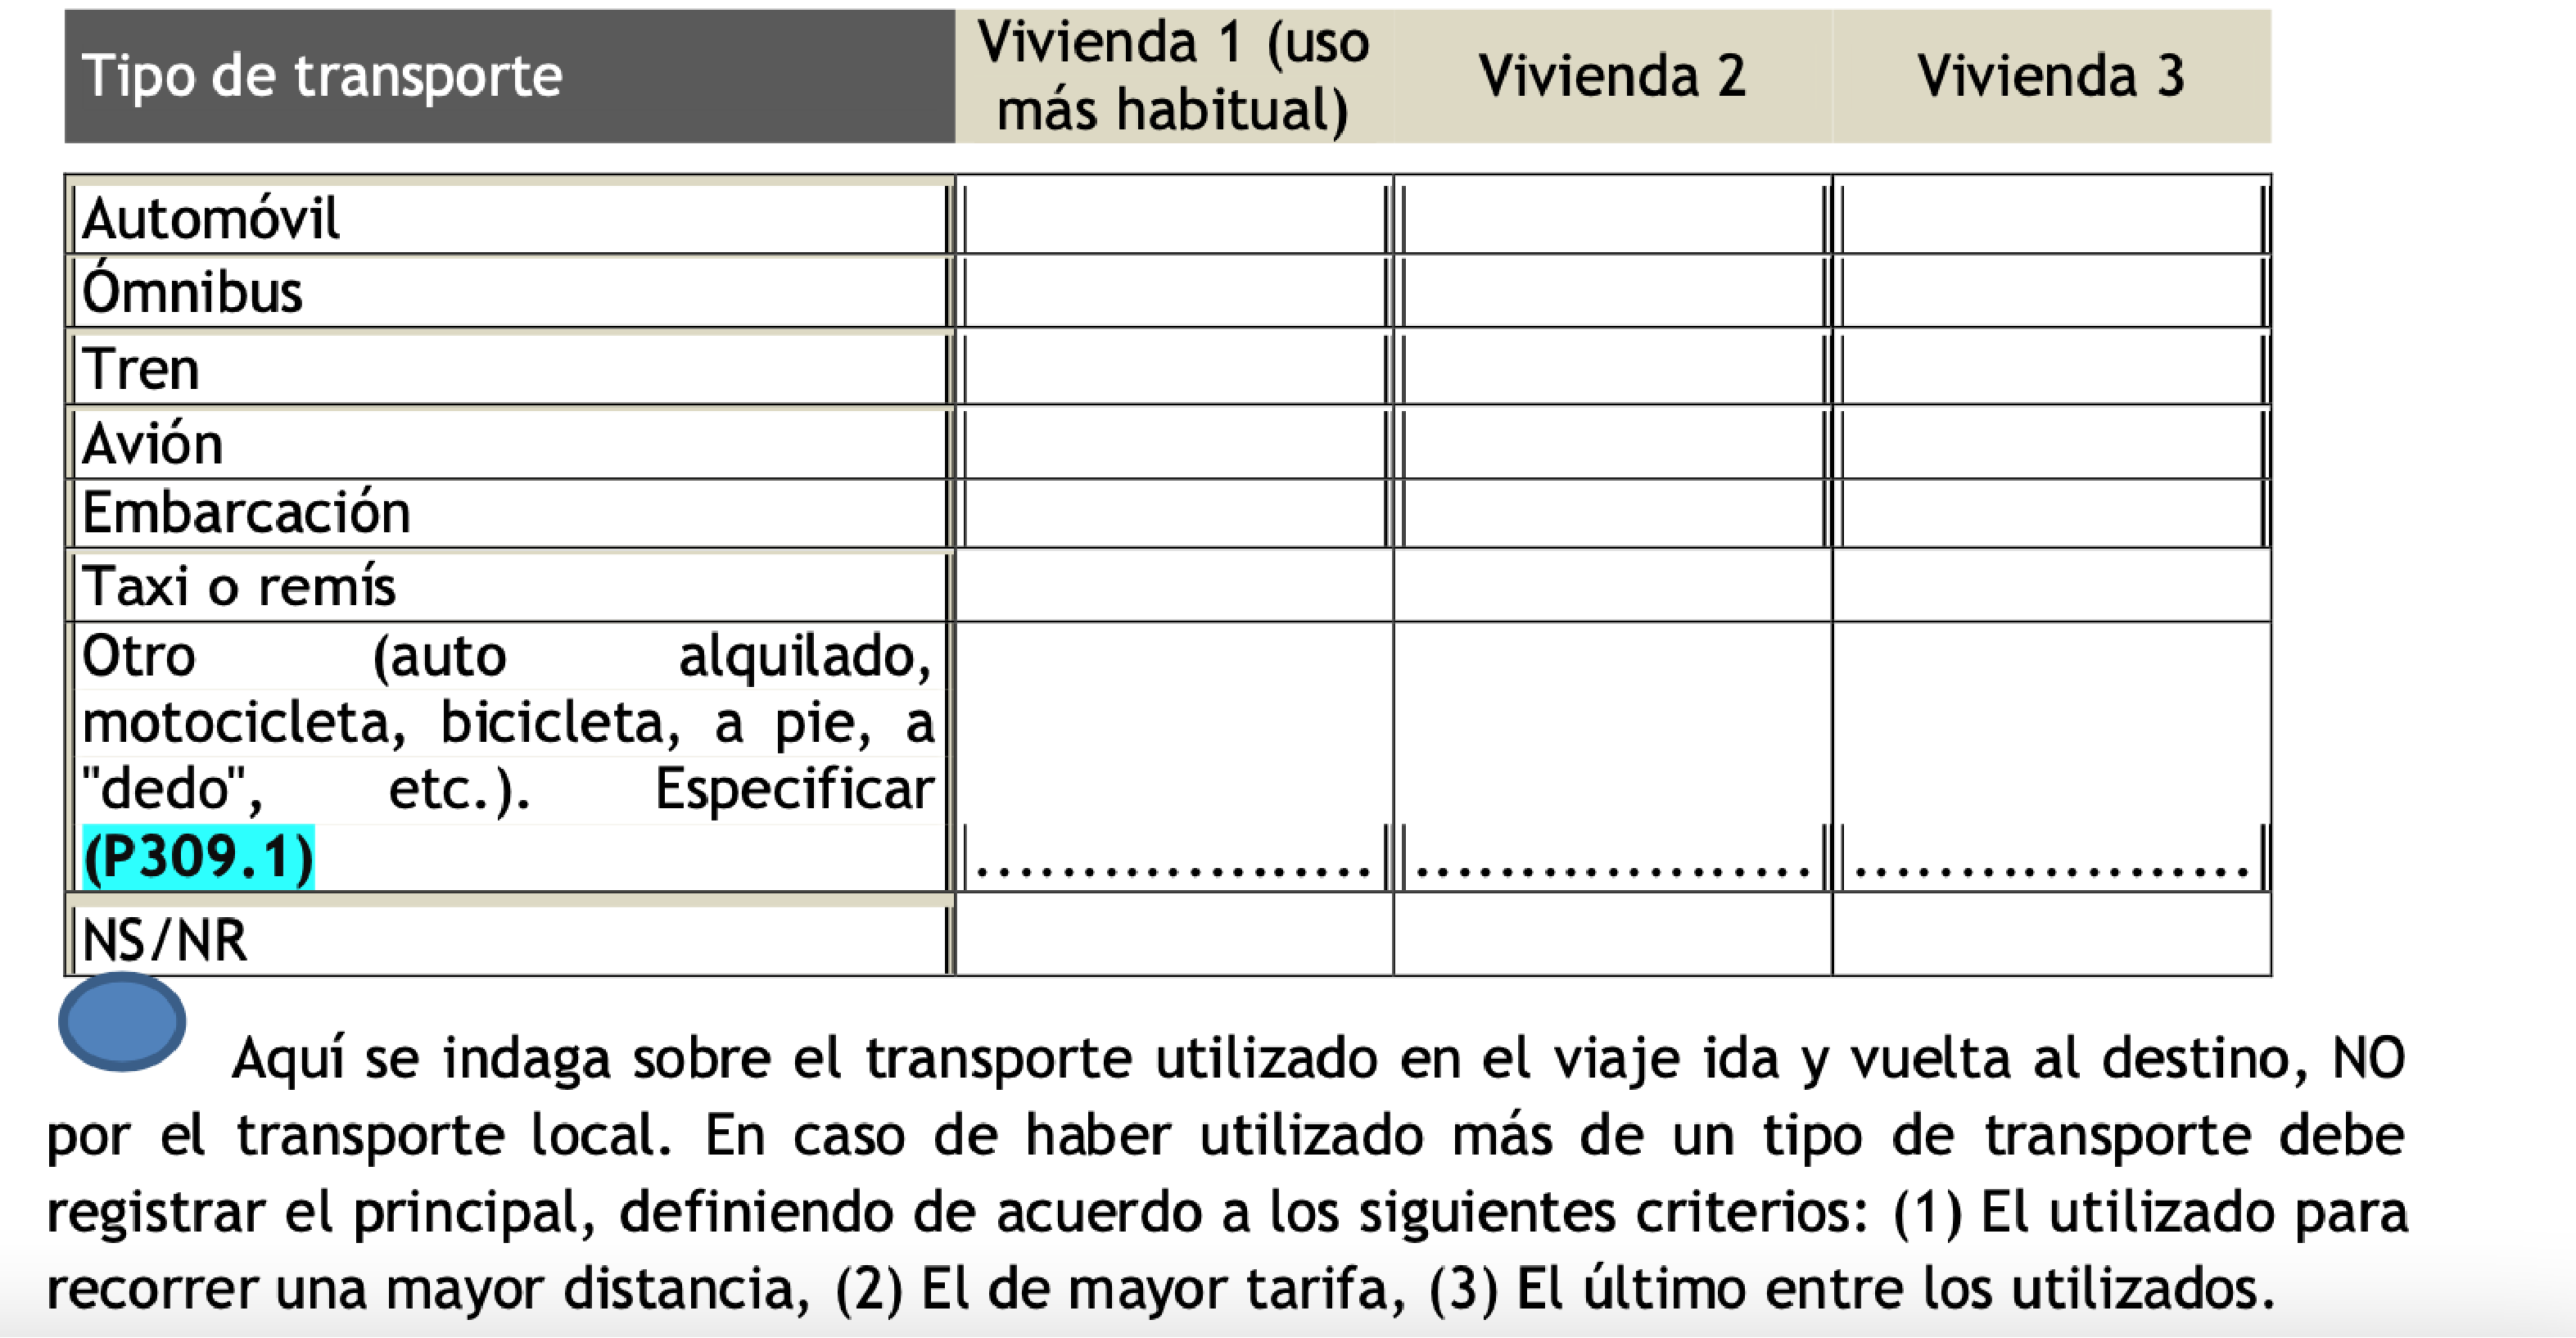 Tipo de transporte
Vivienda 1 (uso
más habitual)
Vivienda 2
Vivienda 3
Automóvil
Ómnibus
Tren
Avión
Embarcación
Taxi o remís
Otro (auto alquilado,
motocicleta, bicicleta, a pie, a
"dedo", etc.). Especificar
(P309.1)
.................. .................. ..................
NS/NR
Aquí se indaga sobre el transporte utilizado en el viaje ida y vuelta al destino, NO
por el transporte local. En caso de haber utilizado más de un tipo de transporte debe
registrar el principal, definiendo de acuerdo a los siguientes criterios: (1) El utilizado para
recorrer una mayor distancia, (2) El de mayor tarifa, (3) El último entre los utilizados.